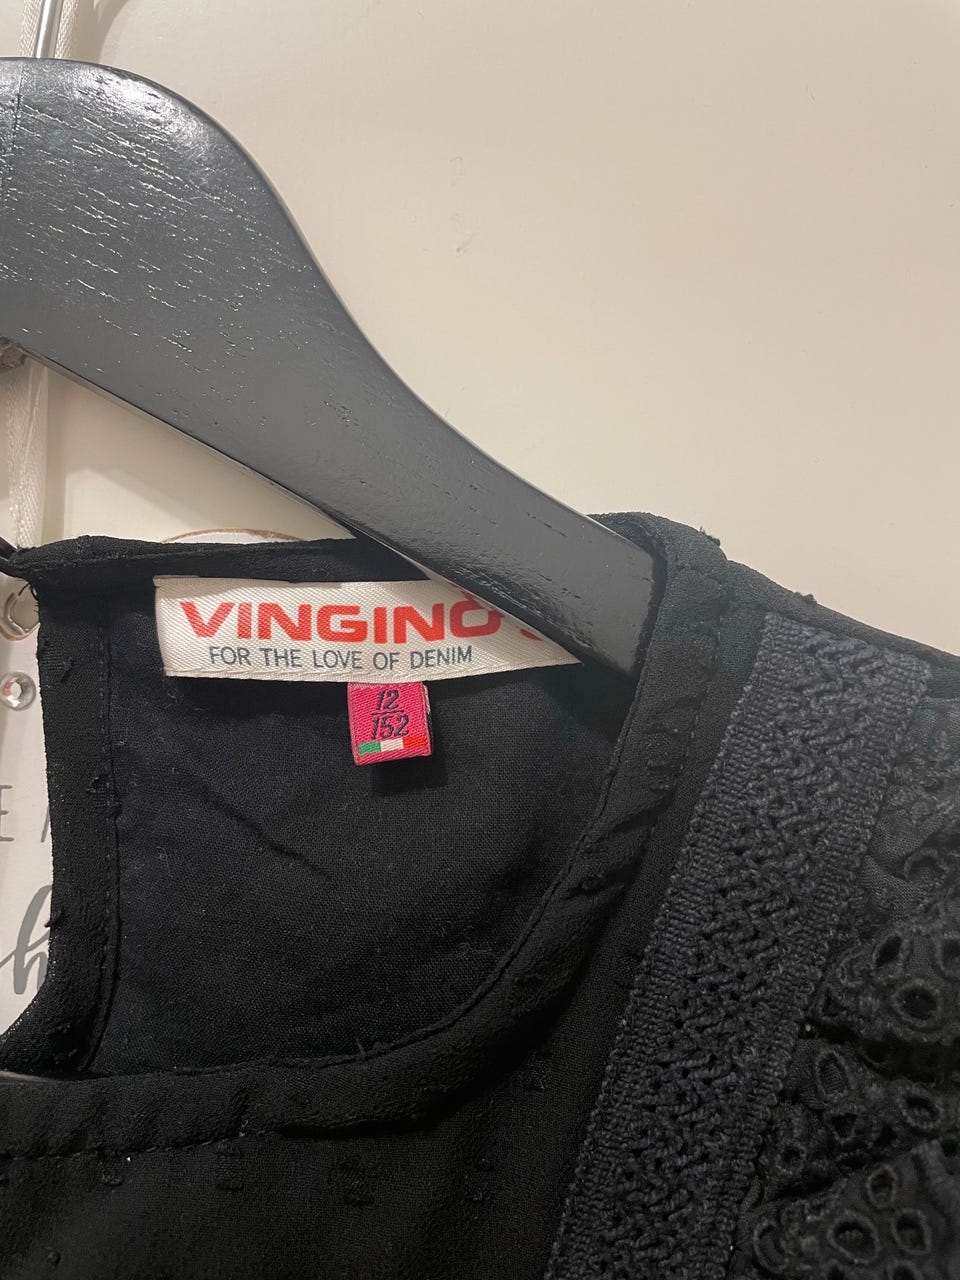 VINGINO
FOR THE LOVE OF DENIM
12
152